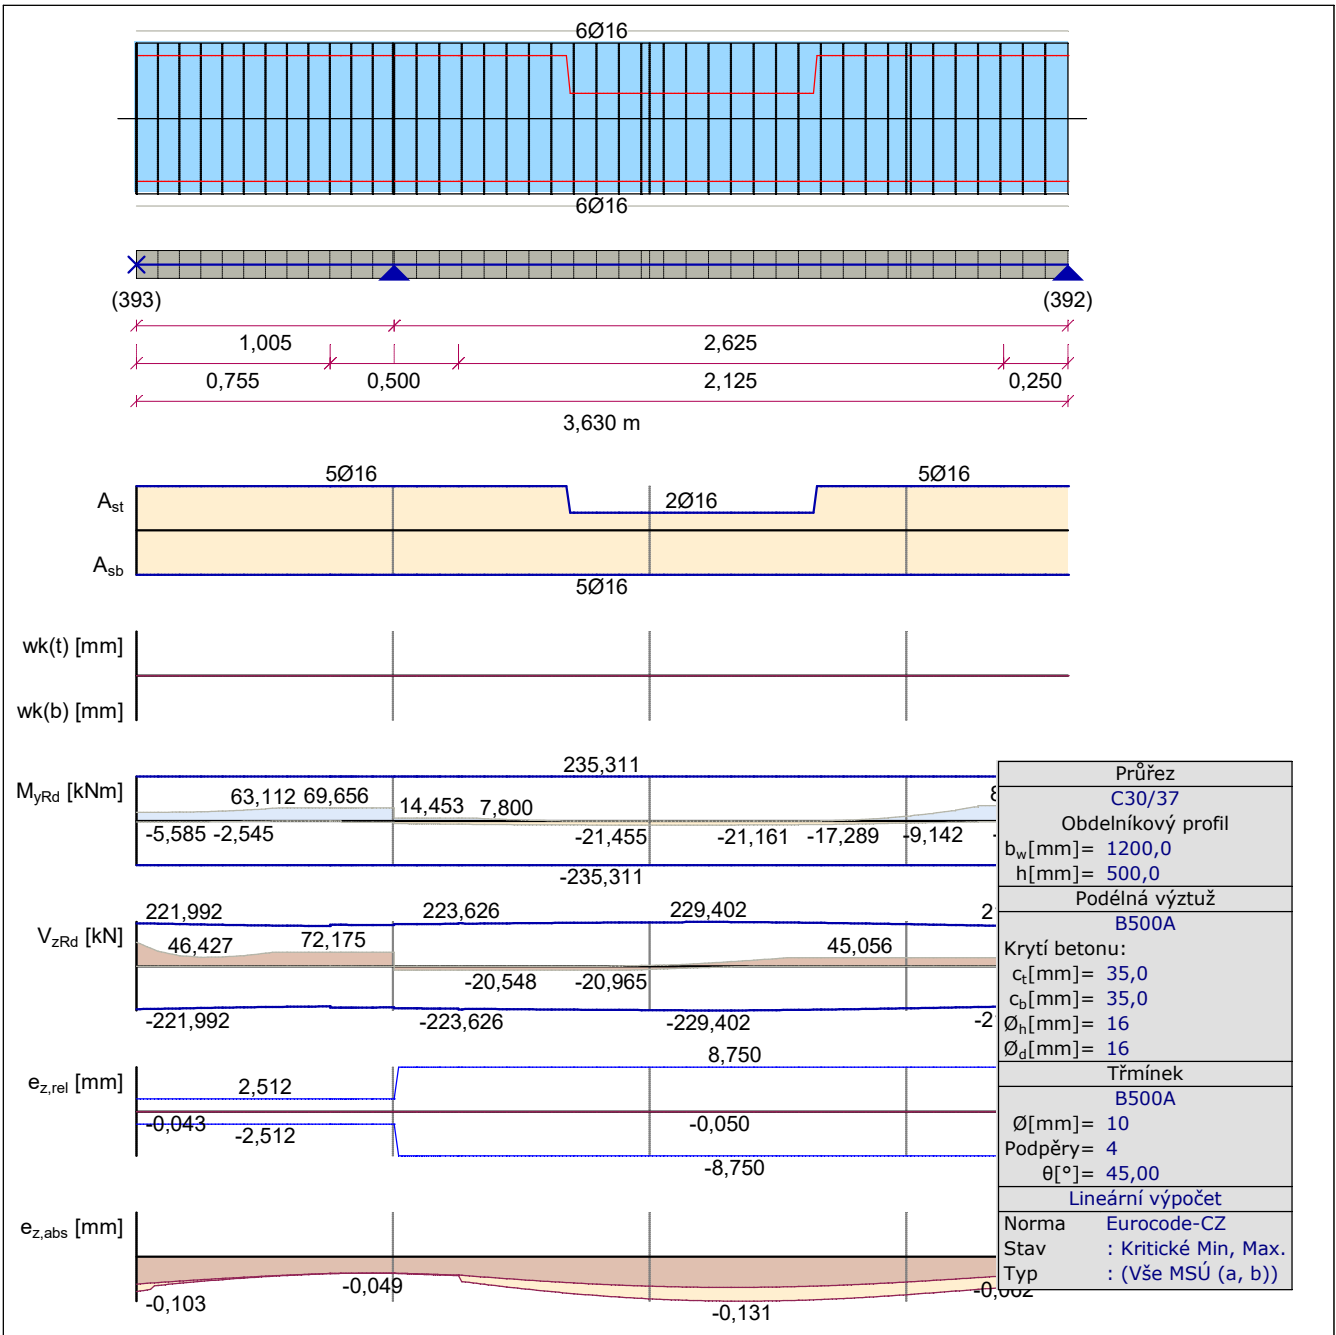 6Ø16
6Ø16
(393) (392)
1,005 2,625
0,755 0,500 2,125 0,250
3,630 m
5Ø16 5Ø16
Ast 2Ø16
Asb
5Ø16
wk(t) [mm]
wk(b) [mm]
235,311
MyRd [kNm] 63,112 69,656 14,453 7,800 8
-5,585 -2,545 -21,455 -21,161 -17,289 -9,142 -
-235,311
221,992 223,626 229,402 2
VzRd [kN] 46,427 72,175 45,056
-20,548 -20,965
-221,992 -223,626 -229,402 -2
8,750
ez,rel [mm] 2,512
-0,043 -2,512 -0,050
-8,750
ez,abs [mm]
-0,103 -0,049 -0,131 -0,062
Průřez
C30/37
Obdelníkový profil
bw[mm]= 1200,0
h[mm]= 500,0
Podélná výztuž
B500A
Krytí betonu:
ct[mm]= 35,0
cb[mm]= 35,0
Øh[mm]= 16
Ød[mm]= 16
Třmínek
B500A
Ø[mm]= 10
Podpěry= 4
θ[°]= 45,00
Lineární výpočet
Norma Eurocode-CZ
Stav : Kritické Min, Max.
Typ : (Vše MSÚ (a, b))